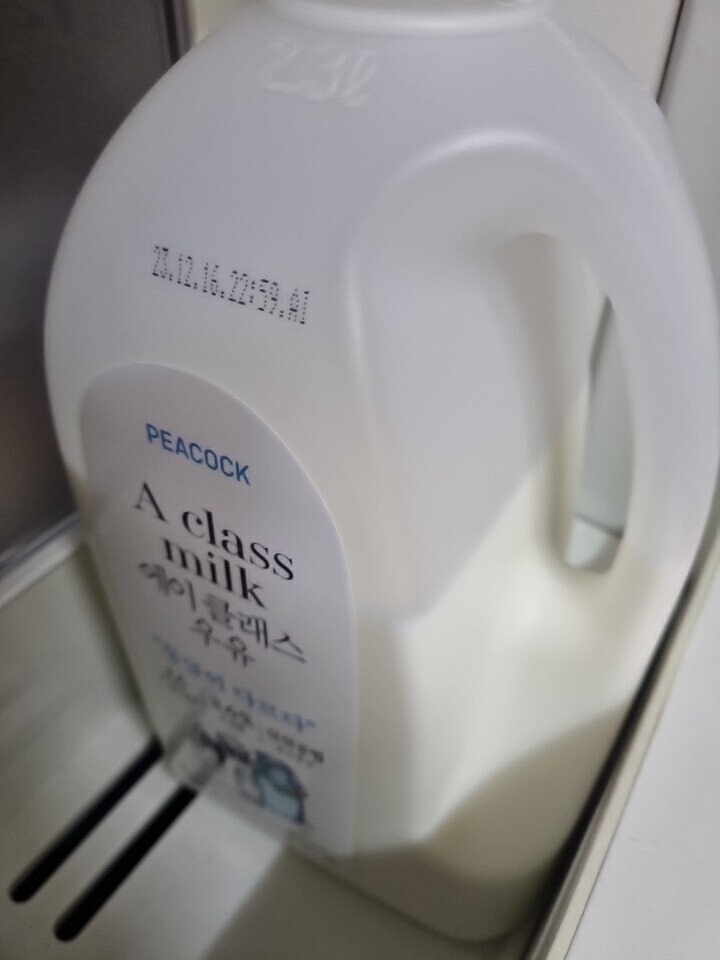 2.3ℓ
23.12.16.22:59.A1
PEACOCK
A class
milk
에이 클래스
우유